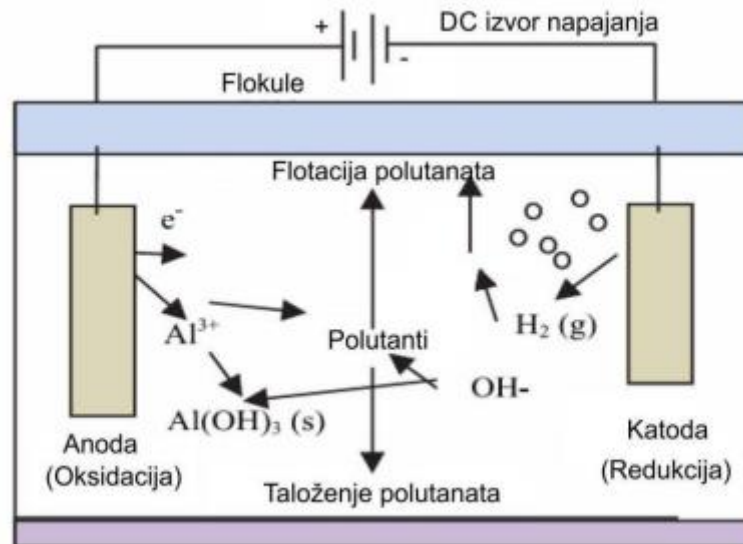 + DC izvor napajanja
-
Flokule
Flotacija polutanata
e⁻
Al³⁺
Polutanti
H₂ (g)
OH-
Al(OH)₃ (s)
Anoda
(Oksidacija)
Katoda
(Redukcija)
Taloženje polutanata